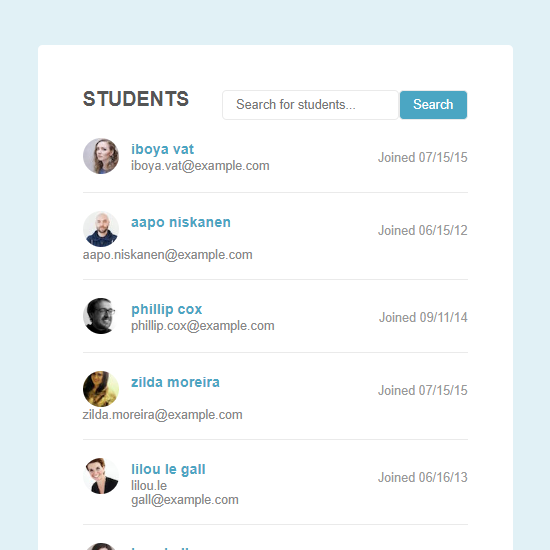 STUDENTS
Search for students... Search
iboya vat
iboya.vat@example.com
Joined 07/15/15
aapo niskanen
aapo.niskanen@example.com
Joined 06/15/12
phillip cox
phillip.cox@example.com
Joined 09/11/14
zilda moreira
zilda.moreira@example.com
Joined 07/15/15
lilou le gall
lilou.le
gall@example.com
Joined 06/16/13